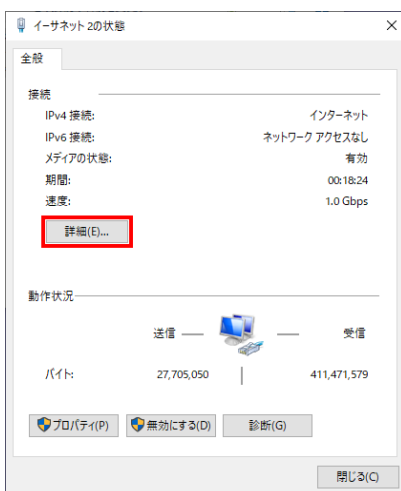 イーサネット 2の状態
全般
接続
IPv4 接続: インターネット
IPv6 接続: ネットワーク アクセスなし
メディアの状態: 有効
期間: 00:18:24
速度: 1.0 Gbps
詳細(E)...
動作状況
送信 受信
バイト: 27,705,050 411,471,579
プロパティ(P) 無効にする(D) 診断(G)
閉じる(C)